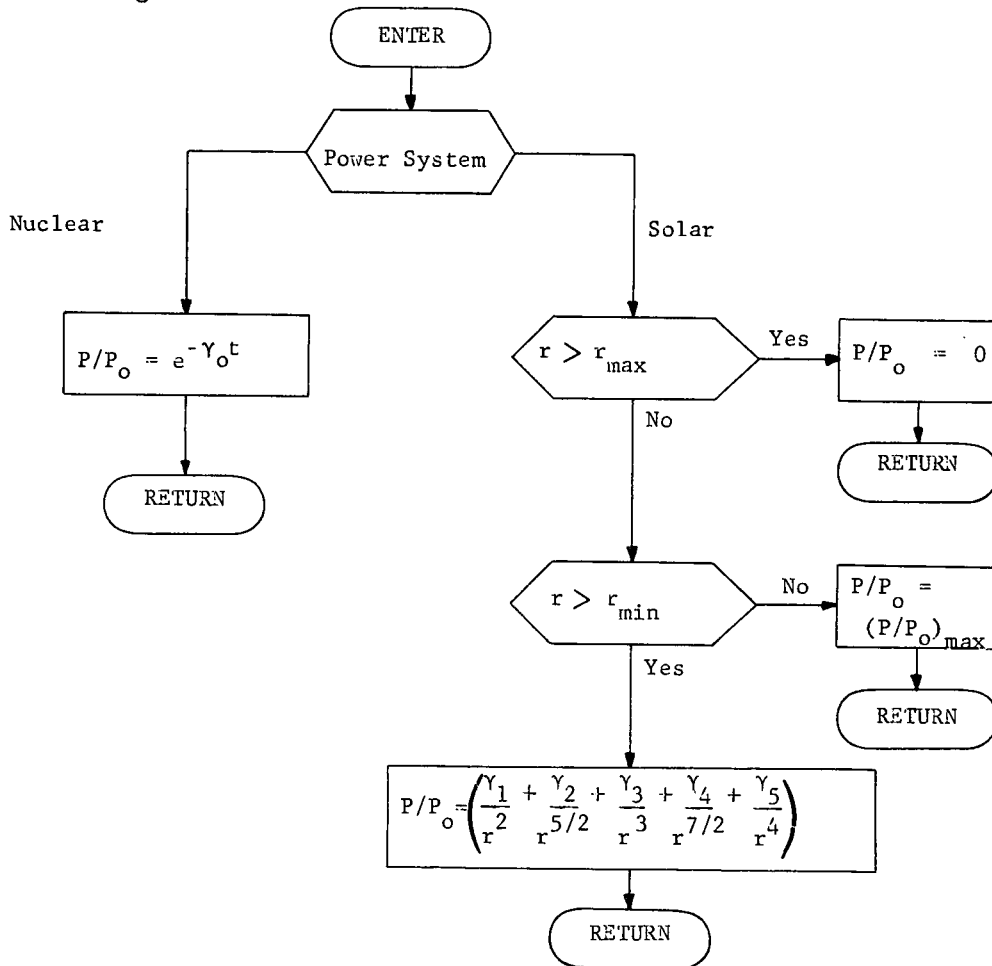 ENTER
Power System
Nuclear
Solar
P/P_o = e^{-γ_o t}
r > r_max
Yes
P/P_o = 0
No
RETURN
RETURN
r > r_min
No
P/P_o =
(P/P_o)_max
Yes
RETURN
P/P_o = (γ_1/r^2 + γ_2/r^{5/2} + γ_3/r^3 + γ_4/r^{7/2} + γ_5/r^4)
RETURN